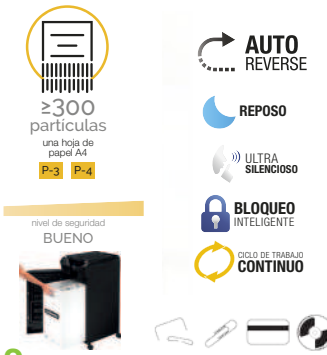 ≥300
partículas
una hoja de
papel A4
P-3 P-4
nivel de seguridad
BUENO
AUTO
REVERSE
REPOSO
ULTRA
SILENCIOSO
BLOQUEO
INTELIGENTE
CICLO DE TRABAJO
CONTINUO